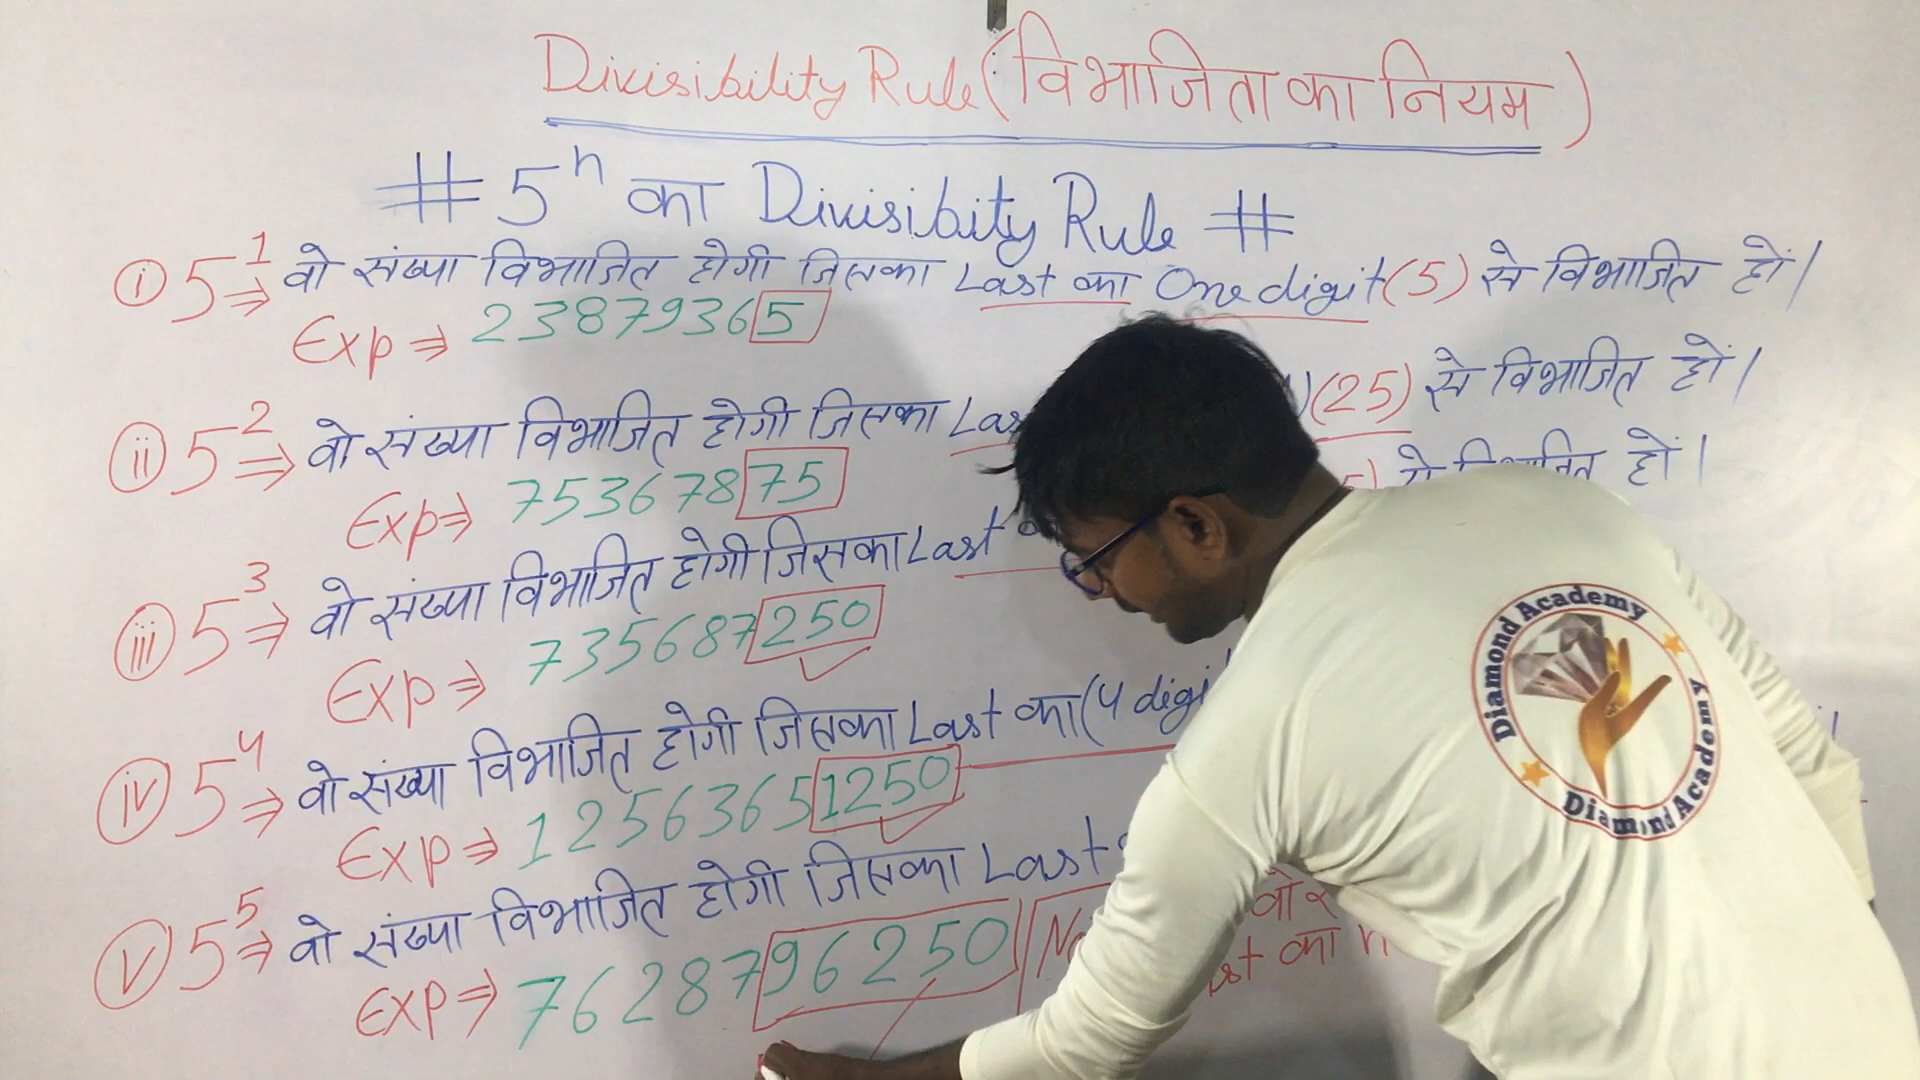 Divisibility Rule (विभाजिता का नियम)
# 5ⁿ का Divisibity Rule #
(i) 5¹ ⇒ वो संख्या विभाजित होगी जिसका Last का One digit (5) से विभाजित हों।
Exp ⇒ 238793655
(ii) 5² ⇒ वो संख्या विभाजित होगी जिसका (25) से विभाजित हों।
Exp ⇒ 75367875
(iii) 5³ ⇒ वो संख्या विभाजित होगी जिसका Last हों।
Exp ⇒ 735687250
(iv) 5⁴ ⇒ वो संख्या विभाजित होगी जिसका Last का (4
Exp ⇒ 12563651250
(v) 5⁵ ⇒ वो संख्या विभाजित होगी जिसका Last
Exp ⇒ 7628796250
का n
Diamond Academy
Diamond Academy